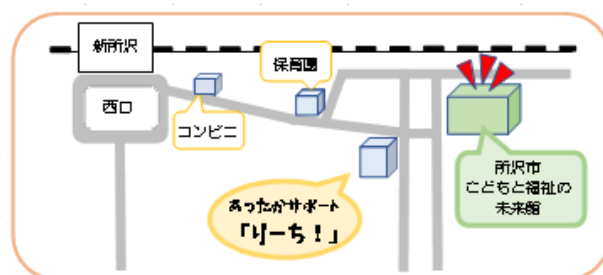 新所沢
保育園
西口
コンビニ
所沢市
こどもと福祉の
未来館
あったかサポート
「りーち！」